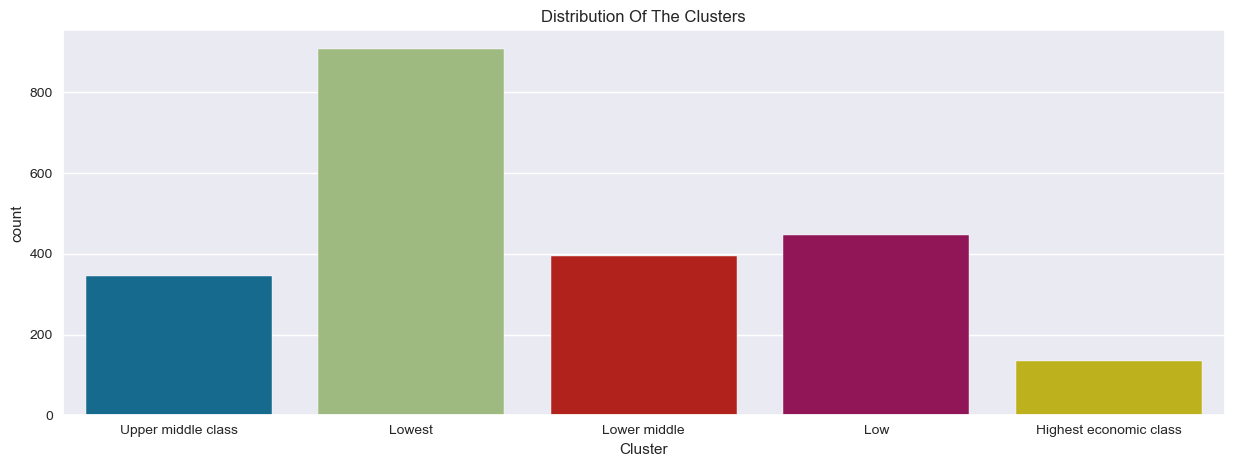 Distribution Of The Clusters
count
800
600
400
200
0
Upper middle class
Lowest
Lower middle
Low
Highest economic class
Cluster